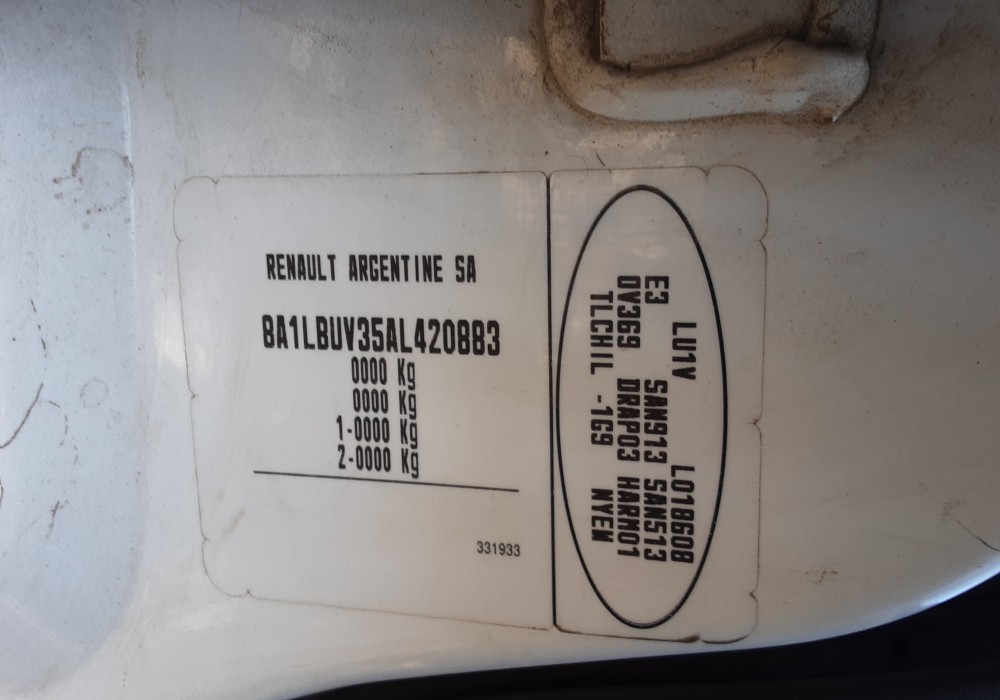 RENAULT ARGENTINE SA
8A1LBUV35AL420883
0000 Kg
0000 Kg
1-0000 Kg
2-0000 Kg
331933
LU1V L018608
E3 SAN913 SAN513
0V369 DRAP03 HARM01
TLCHIL -1G9 NYEM